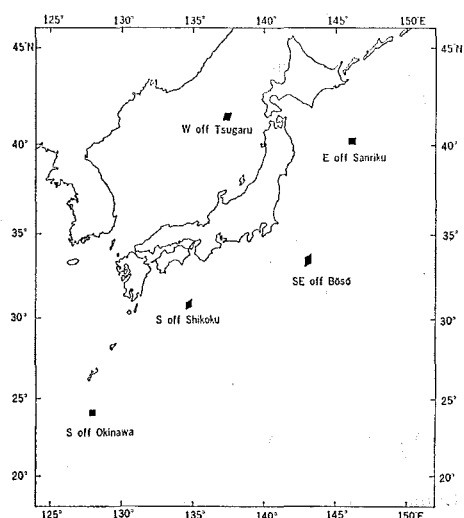 125° 130° 135° 140° 145° 150°E
45°N 45°N
W off Tsugaru
40° 40°
E off Sanriku
35° 35°
SE off Bōsō
30° 30°
S off Shikoku
25° 25°
S off Okinawa
20° 20°
125° 130° 135° 140° 145° 150°E